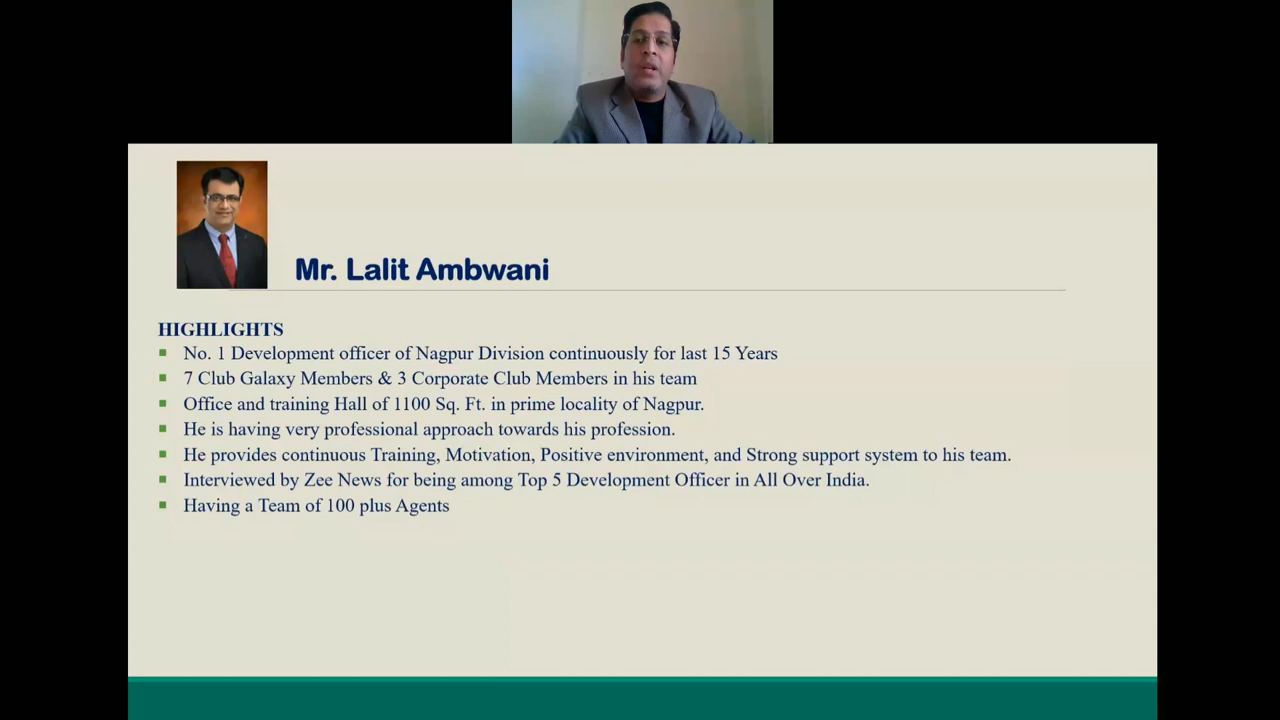 Mr. Lalit Ambwani
HIGHLIGHTS
No. 1 Development officer of Nagpur Division continuously for last 15 Years
7 Club Galaxy Members & 3 Corporate Club Members in his team
Office and training Hall of 1100 Sq. Ft. in prime locality of Nagpur.
He is having very professional approach towards his profession.
He provides continuous Training, Motivation, Positive environment, and Strong support system to his team.
Interviewed by Zee News for being among Top 5 Development Officer in All Over India.
Having a Team of 100 plus Agents